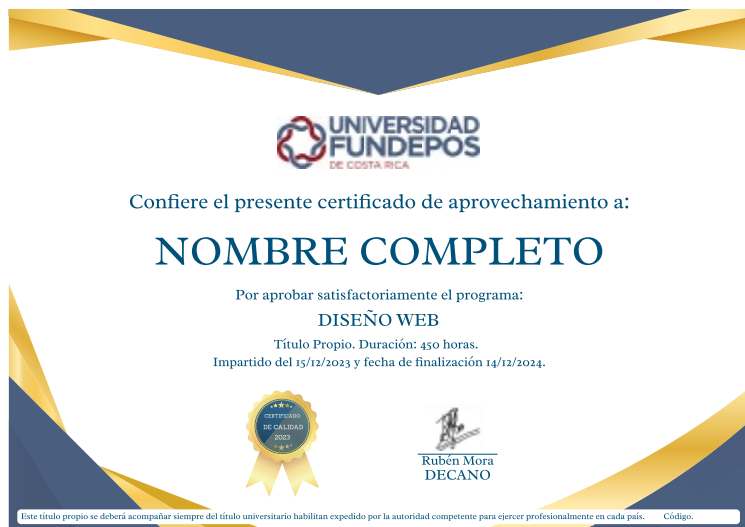 UNIVERSIDAD
FUNDEPOS
DE COSTA RICA
Confiere el presente certificado de aprovechamiento a:
NOMBRE COMPLETO
Por aprobar satisfactoriamente el programa:
DISEÑO WEB
Título Propio. Duración: 450 horas.
Impartido del 15/12/2023 y fecha de finalización 14/12/2024.
CERTIFICADO
DE CALIDAD
2023
Rubén Mora
DECANO
Este título propio se deberá acompañar siempre del título universitario habilitan expedido por la autoridad competente para ejercer profesionalmente en cada país. Código.